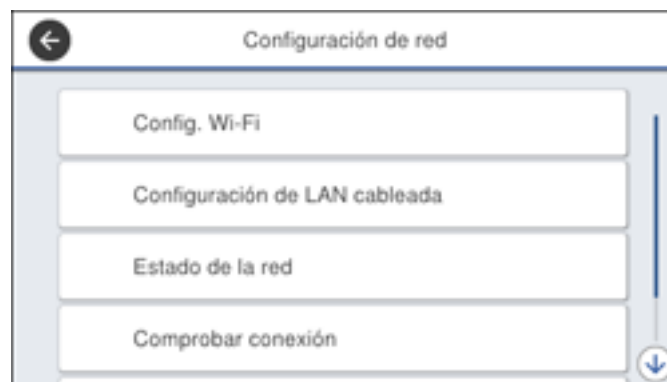 Configuración de red
Config. Wi-Fi
Configuración de LAN cableada
Estado de la red
Comprobar conexión